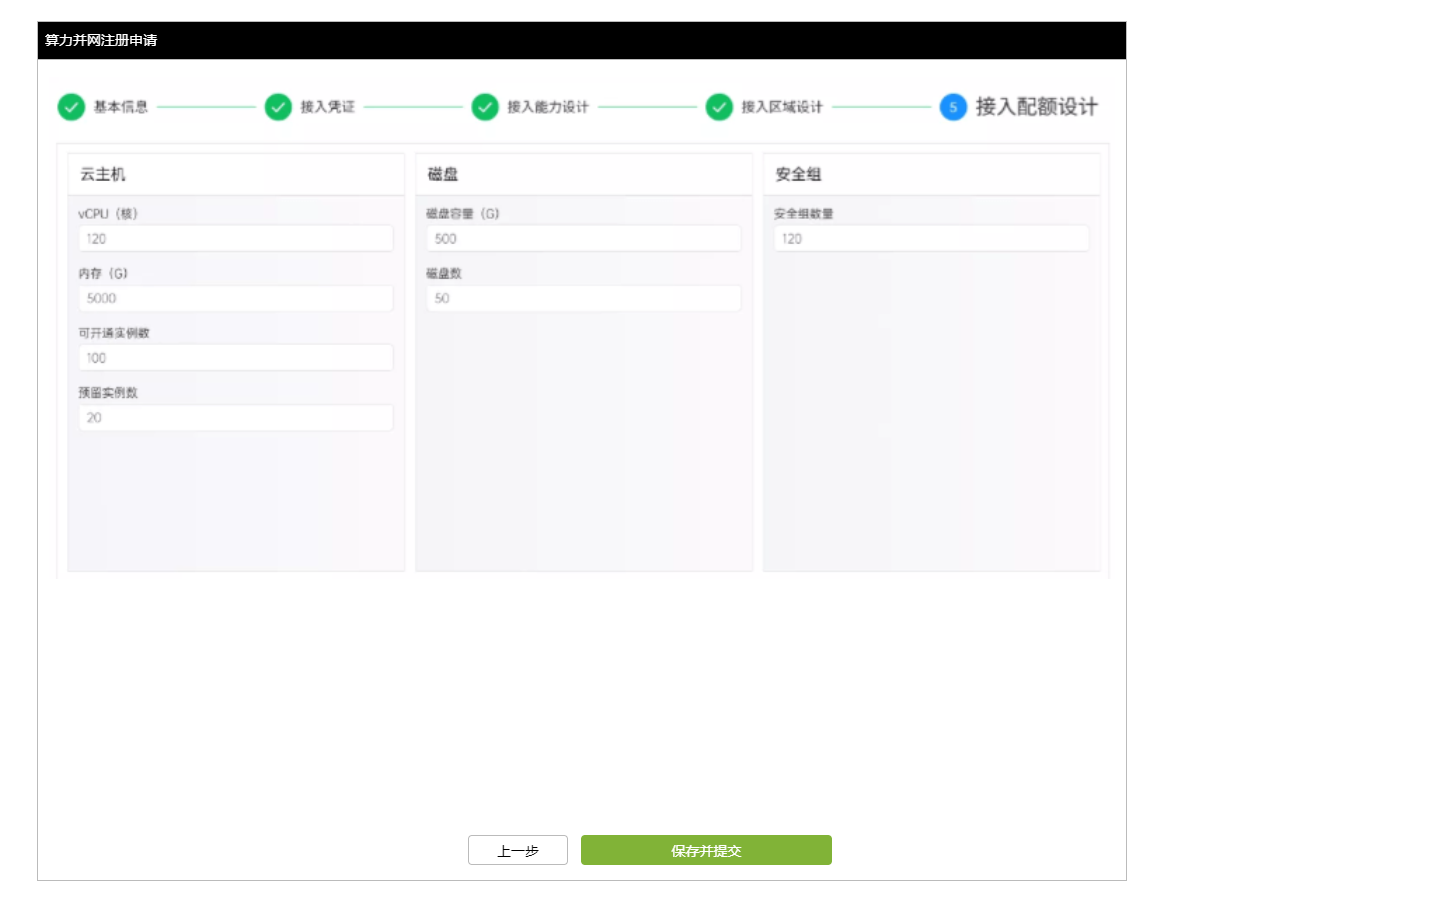 算力并网注册申请
基本信息 接入凭证 接入能力设计 接入区域设计 5 接入配额设计
云主机
vCPU（核）
120
内存（G）
5000
可开通实例数
100
预留实例数
20
磁盘
磁盘容量（G）
500
磁盘数
50
安全组
安全组数量
120
上一步 保存并提交